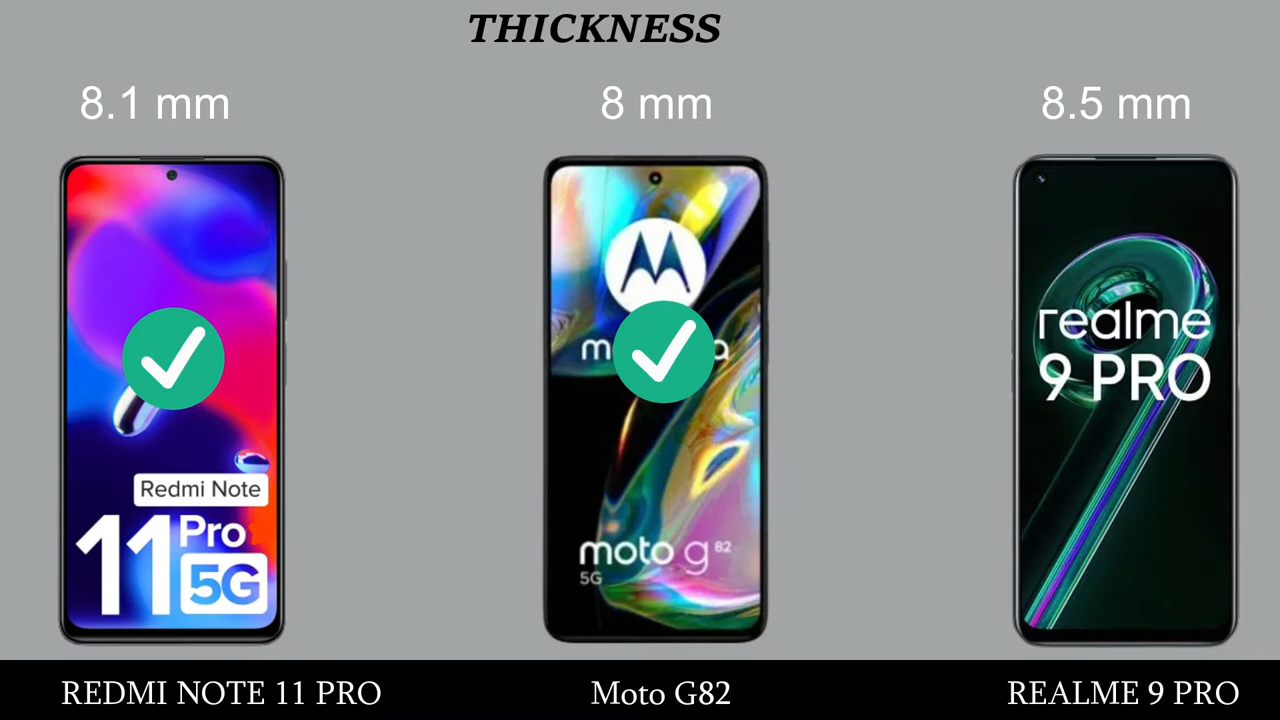 THICKNESS
8.1 mm
8 mm
8.5 mm
Redmi Note
11 Pro
5G
moto g 82
5G
realme
9 PRO
REDMI NOTE 11 PRO
Moto G82
REALME 9 PRO